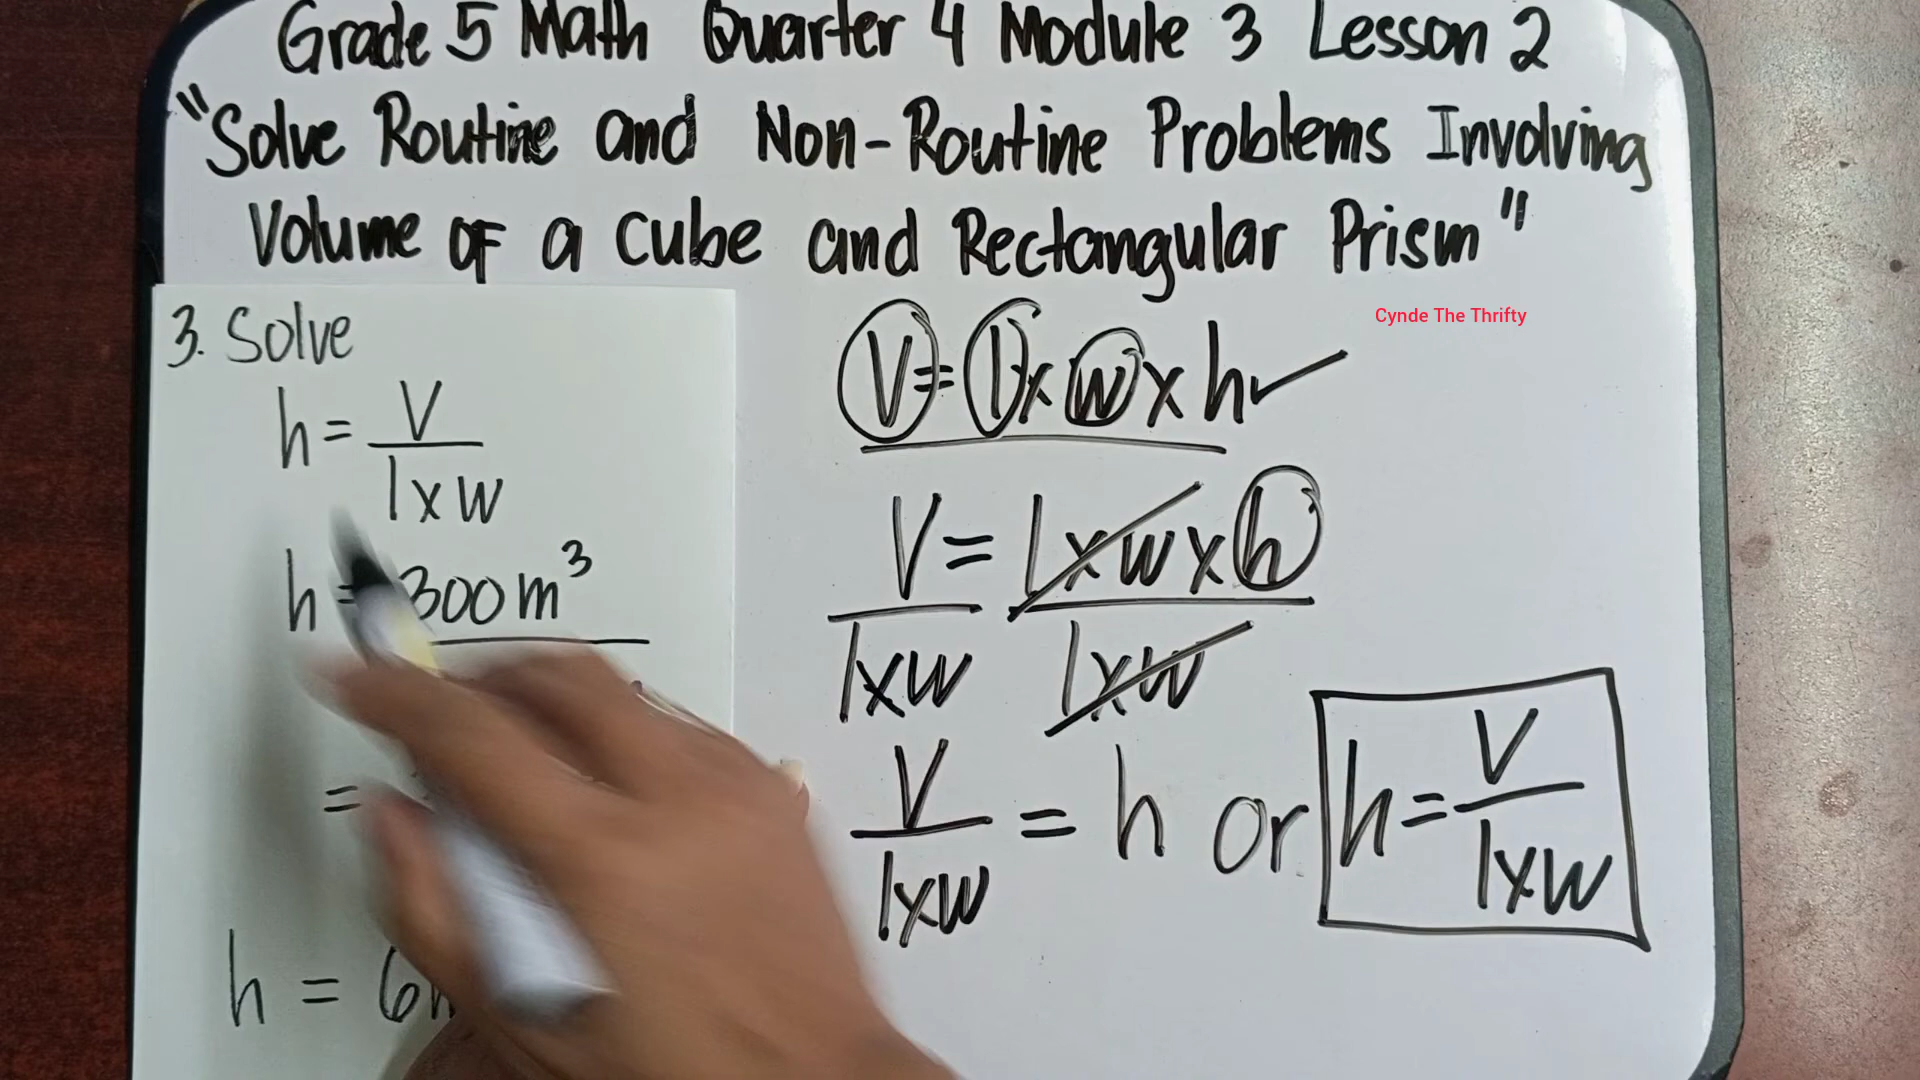 Grade 5 Math Quarter 4 Module 3 Lesson 2
"Solve Routine and Non-Routine Problems Involving
Volume of a Cube and Rectangular Prism"
Cynde The Thrifty
3. Solve
h = V
l x w
h = 300 m³
=
h = 6
V = l x w x h
V = l x w x h
l x w l x w
V = h or h = V
l x w l x w